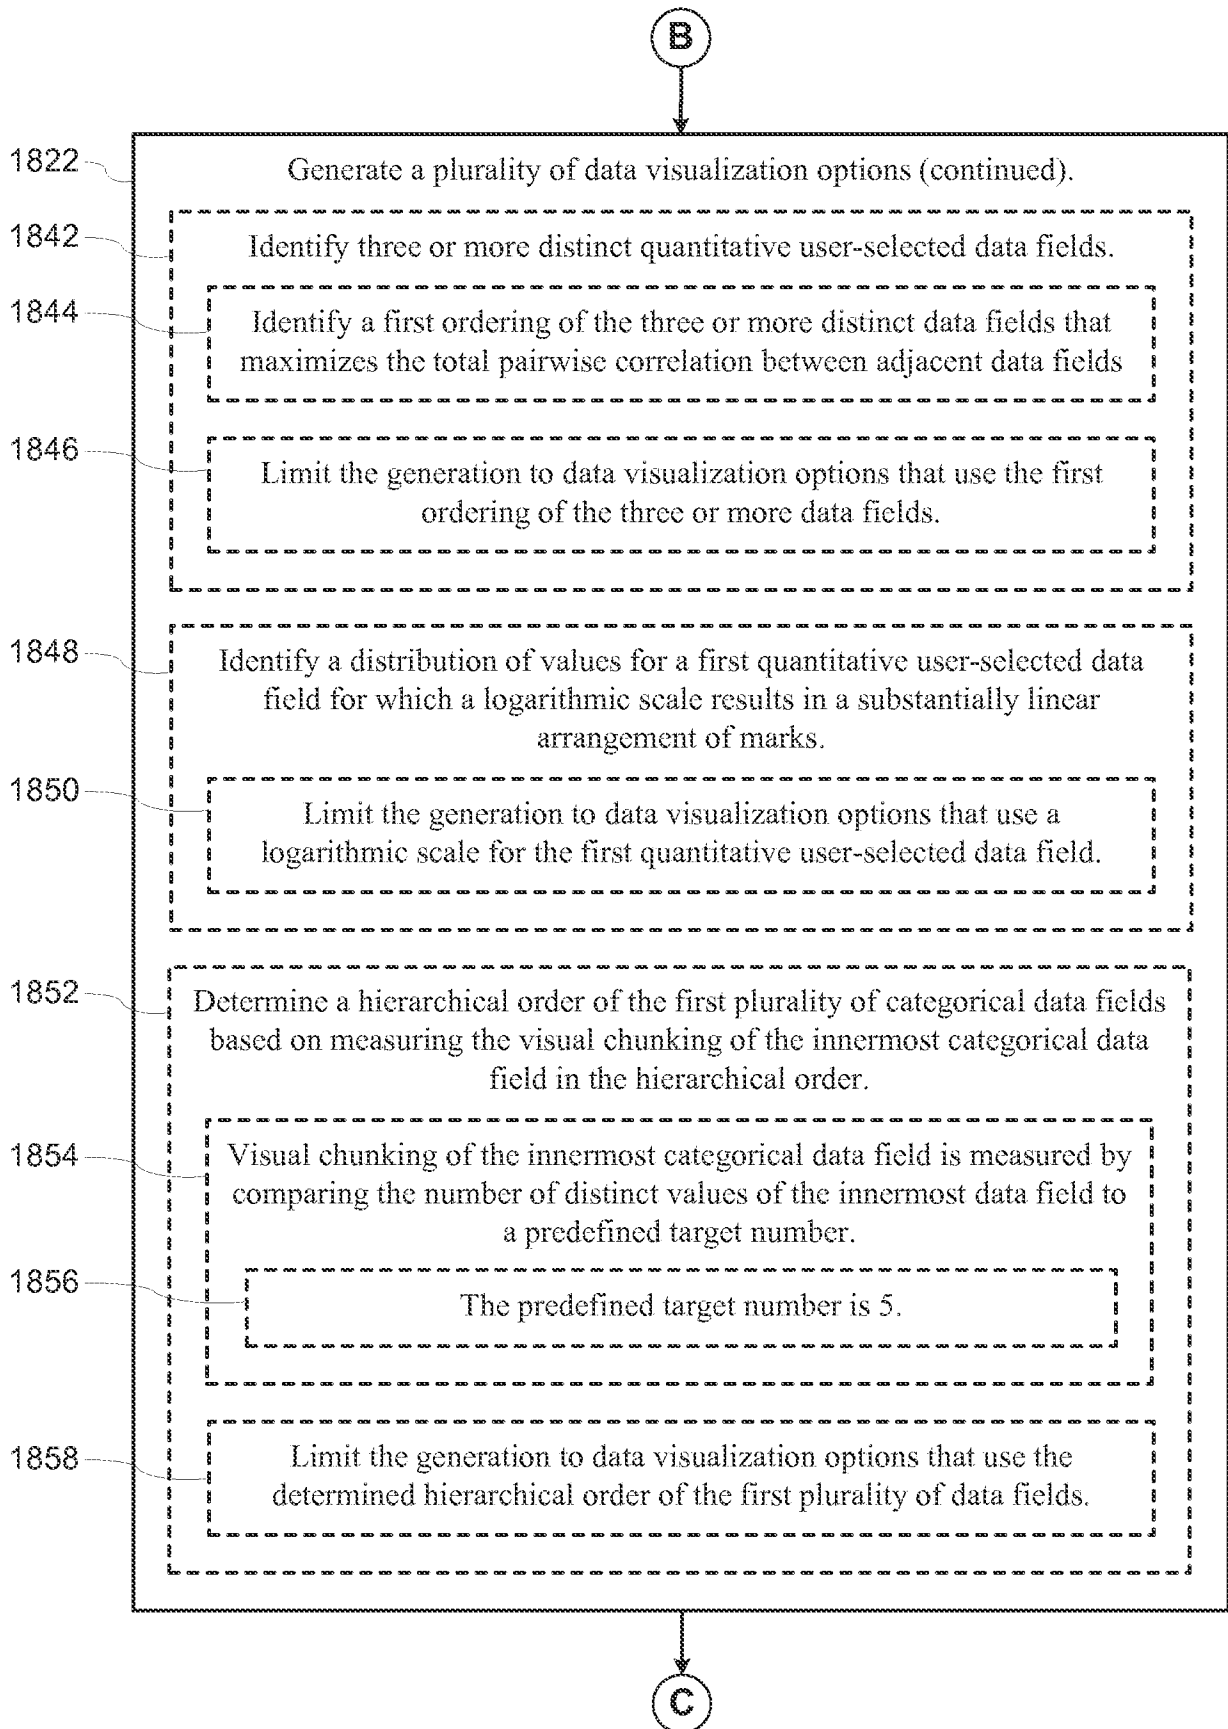 B
1822
Generate a plurality of data visualization options (continued).
1842
Identify three or more distinct quantitative user-selected data fields.
1844
Identify a first ordering of the three or more distinct data fields that
maximizes the total pairwise correlation between adjacent data fields
1846
Limit the generation to data visualization options that use the first
ordering of the three or more data fields.
1848
Identify a distribution of values for a first quantitative user-selected data
field for which a logarithmic scale results in a substantially linear
arrangement of marks.
1850
Limit the generation to data visualization options that use a
logarithmic scale for the first quantitative user-selected data field.
1852
Determine a hierarchical order of the first plurality of categorical data fields
based on measuring the visual chunking of the innermost categorical data
field in the hierarchical order.
1854
Visual chunking of the innermost categorical data field is measured by
comparing the number of distinct values of the innermost data field to
a predefined target number.
1856
The predefined target number is 5.
1858
Limit the generation to data visualization options that use the
determined hierarchical order of the first plurality of data fields.
C